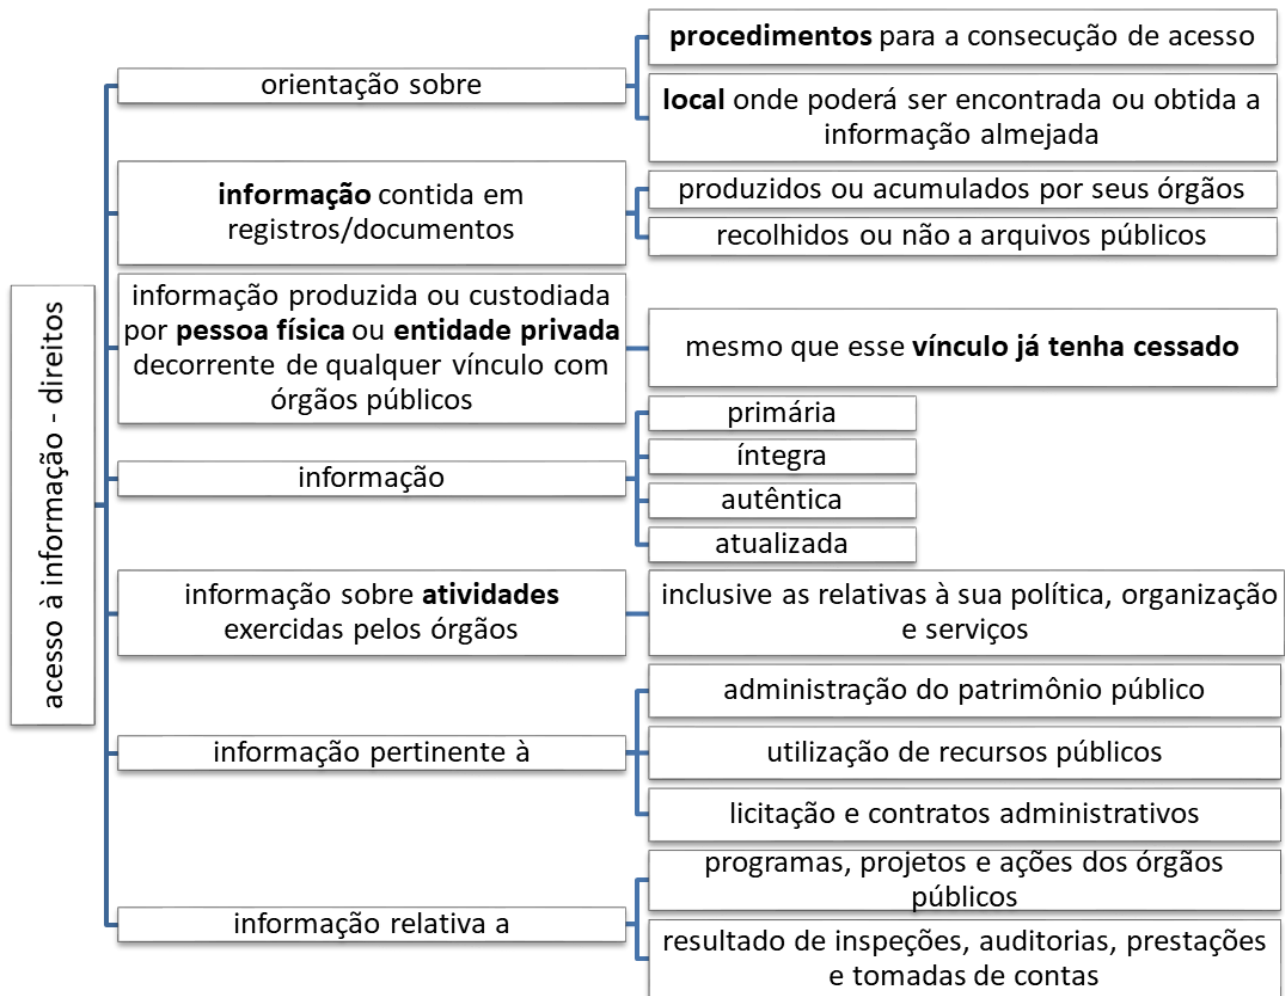 acesso à informação - direitos
orientação sobre
procedimentos para a consecução de acesso
local onde poderá ser encontrada ou obtida a
informação almejada
informação contida em
registros/documentos
produzidos ou acumulados por seus órgãos
recolhidos ou não a arquivos públicos
informação produzida ou custodiada
por pessoa física ou entidade privada
decorrente de qualquer vínculo com
órgãos públicos
mesmo que esse vínculo já tenha cessado
informação
primária
íntegra
autêntica
atualizada
informação sobre atividades
exercidas pelos órgãos
inclusive as relativas à sua política, organização
e serviços
informação pertinente à
administração do patrimônio público
utilização de recursos públicos
licitação e contratos administrativos
informação relativa a
programas, projetos e ações dos órgãos
públicos
resultado de inspeções, auditorias, prestações
e tomadas de contas